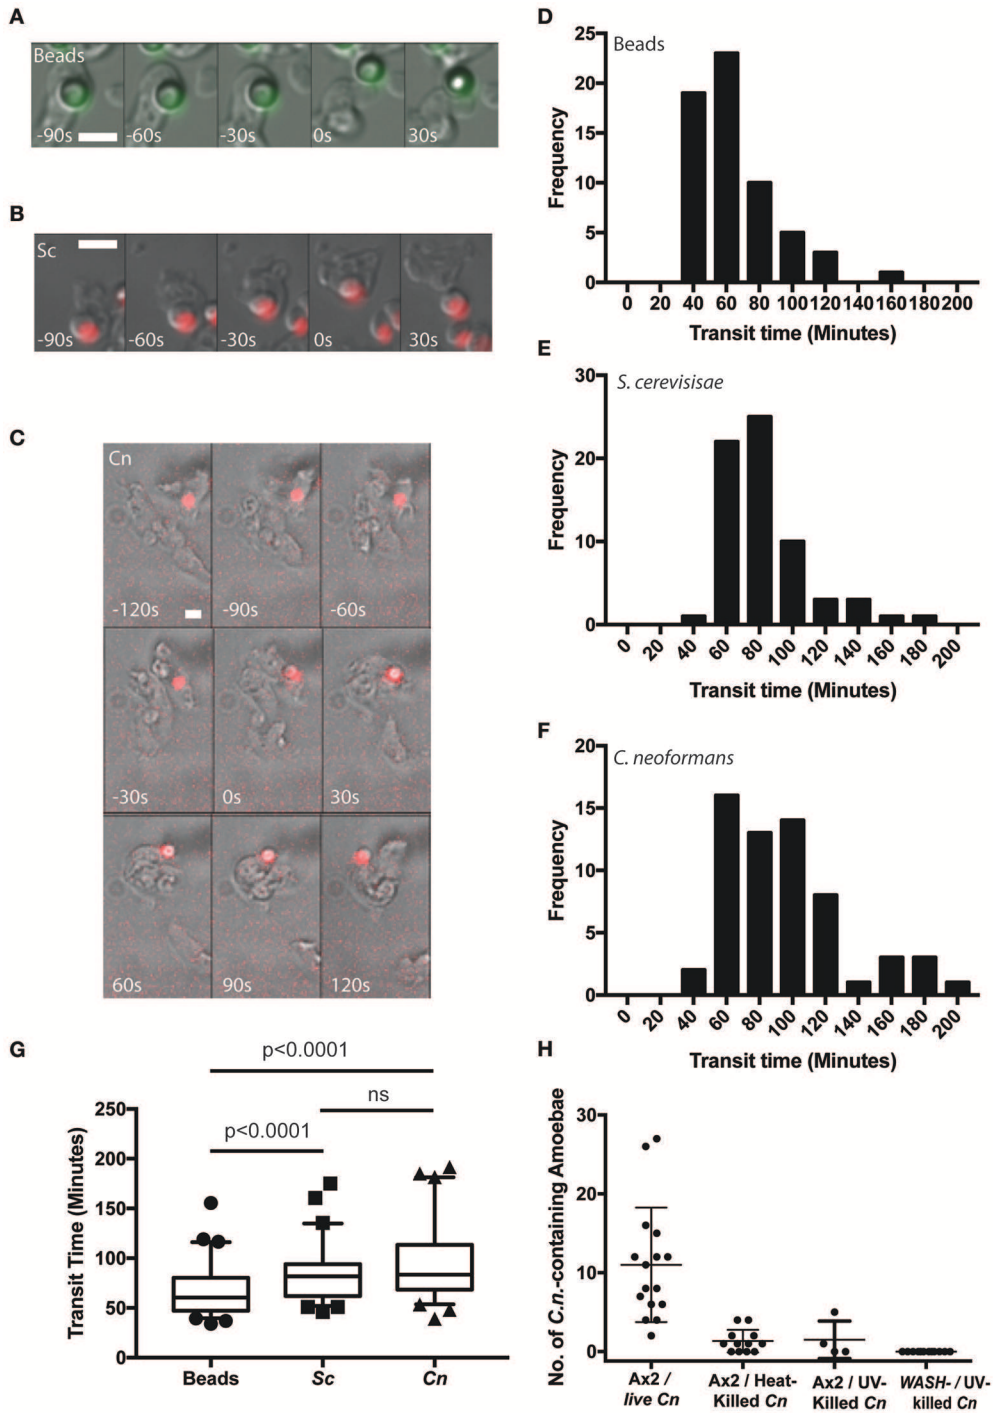 A
Beads
-90s -60s -30s 0s 30s
B
Sc
-90s -60s -30s 0s 30s
C
Cn
-120s -90s -60s
-30s 0s 30s
60s 90s 120s
D
Beads
Frequency
25
20
15
10
5
0
0 20 40 60 80 100 120 140 160 180 200
Transit time (Minutes)
E
S. cerevisisae
Frequency
30
20
10
0
0 20 40 60 80 100 120 140 160 180 200
Transit time (Minutes)
F
C. neoformans
Frequency
20
15
10
5
0
0 20 40 60 80 100 120 140 160 180 200
Transit time (Minutes)
G
p<0.0001
ns
p<0.0001
Transit Time (Minutes)
250
200
150
100
50
0
Beads Sc Cn
H
No. of C.n.-containing Amoebae
30
20
10
0
Ax2 / live Cn
Ax2 / Heat-Killed Cn
Ax2 / UV-Killed Cn
WASH- / UV-killed Cn